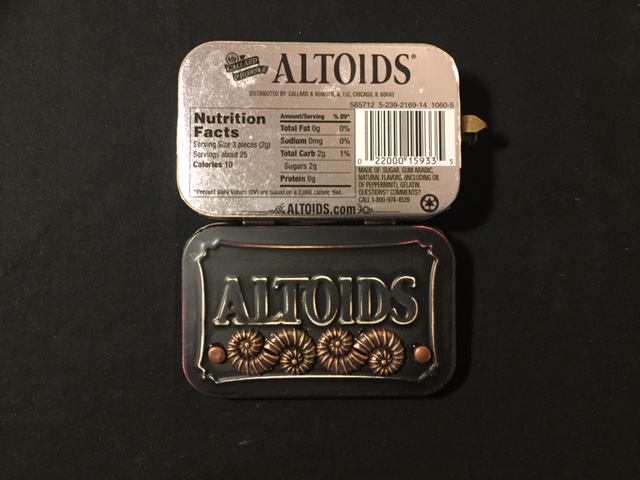 CALLARD
& BOWSER
ALTOIDS®
DISTRIBUTED BY: CALLARD & BOWSER, LLC, CHICAGO, IL 60642
585712 5-239-2169-14 1060-5
Nutrition
Facts
Serving Size 3 pieces (2g)
Servings about 25
Calories 10
Amount/Serving % DV*
Total Fat 0g 0%
Sodium 0mg 0%
Total Carb 2g 1%
Sugars 2g
Protein 0g
*Percent Daily Values (DV) are based on a 2,000 calorie diet.
0 22000 15933 5
MADE OF: SUGAR, GUM ARABIC,
NATURAL FLAVORS (INCLUDING OIL
OF PEPPERMINT), GELATIN.
QUESTIONS? COMMENTS?
CALL 1-800-974-4539
ALTOIDS.com
ALTOIDS